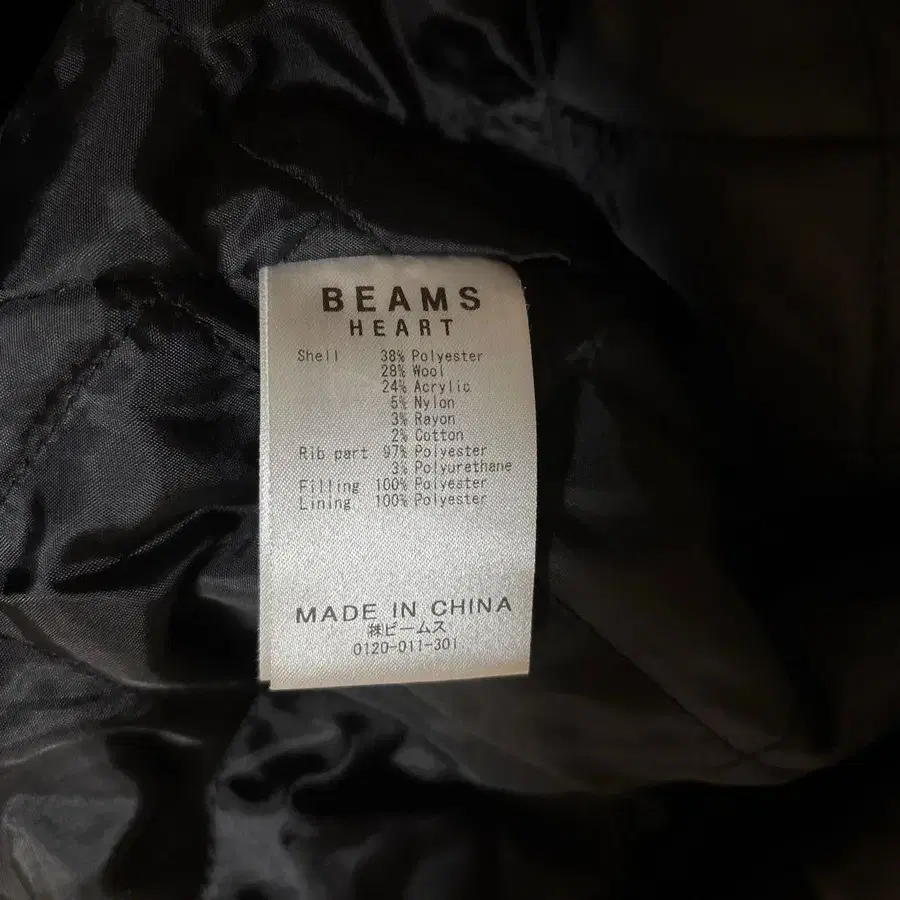 BEAMS
HEART
Shell 38% Polyester
28% Wool
24% Acrylic
5% Nylon
3% Rayon
2% Cotton
Rib part 97% Polyester
3% Polyurethane
Filling 100% Polyester
Lining 100% Polyester
MADE IN CHINA
㈱ビームス
0120-011-301